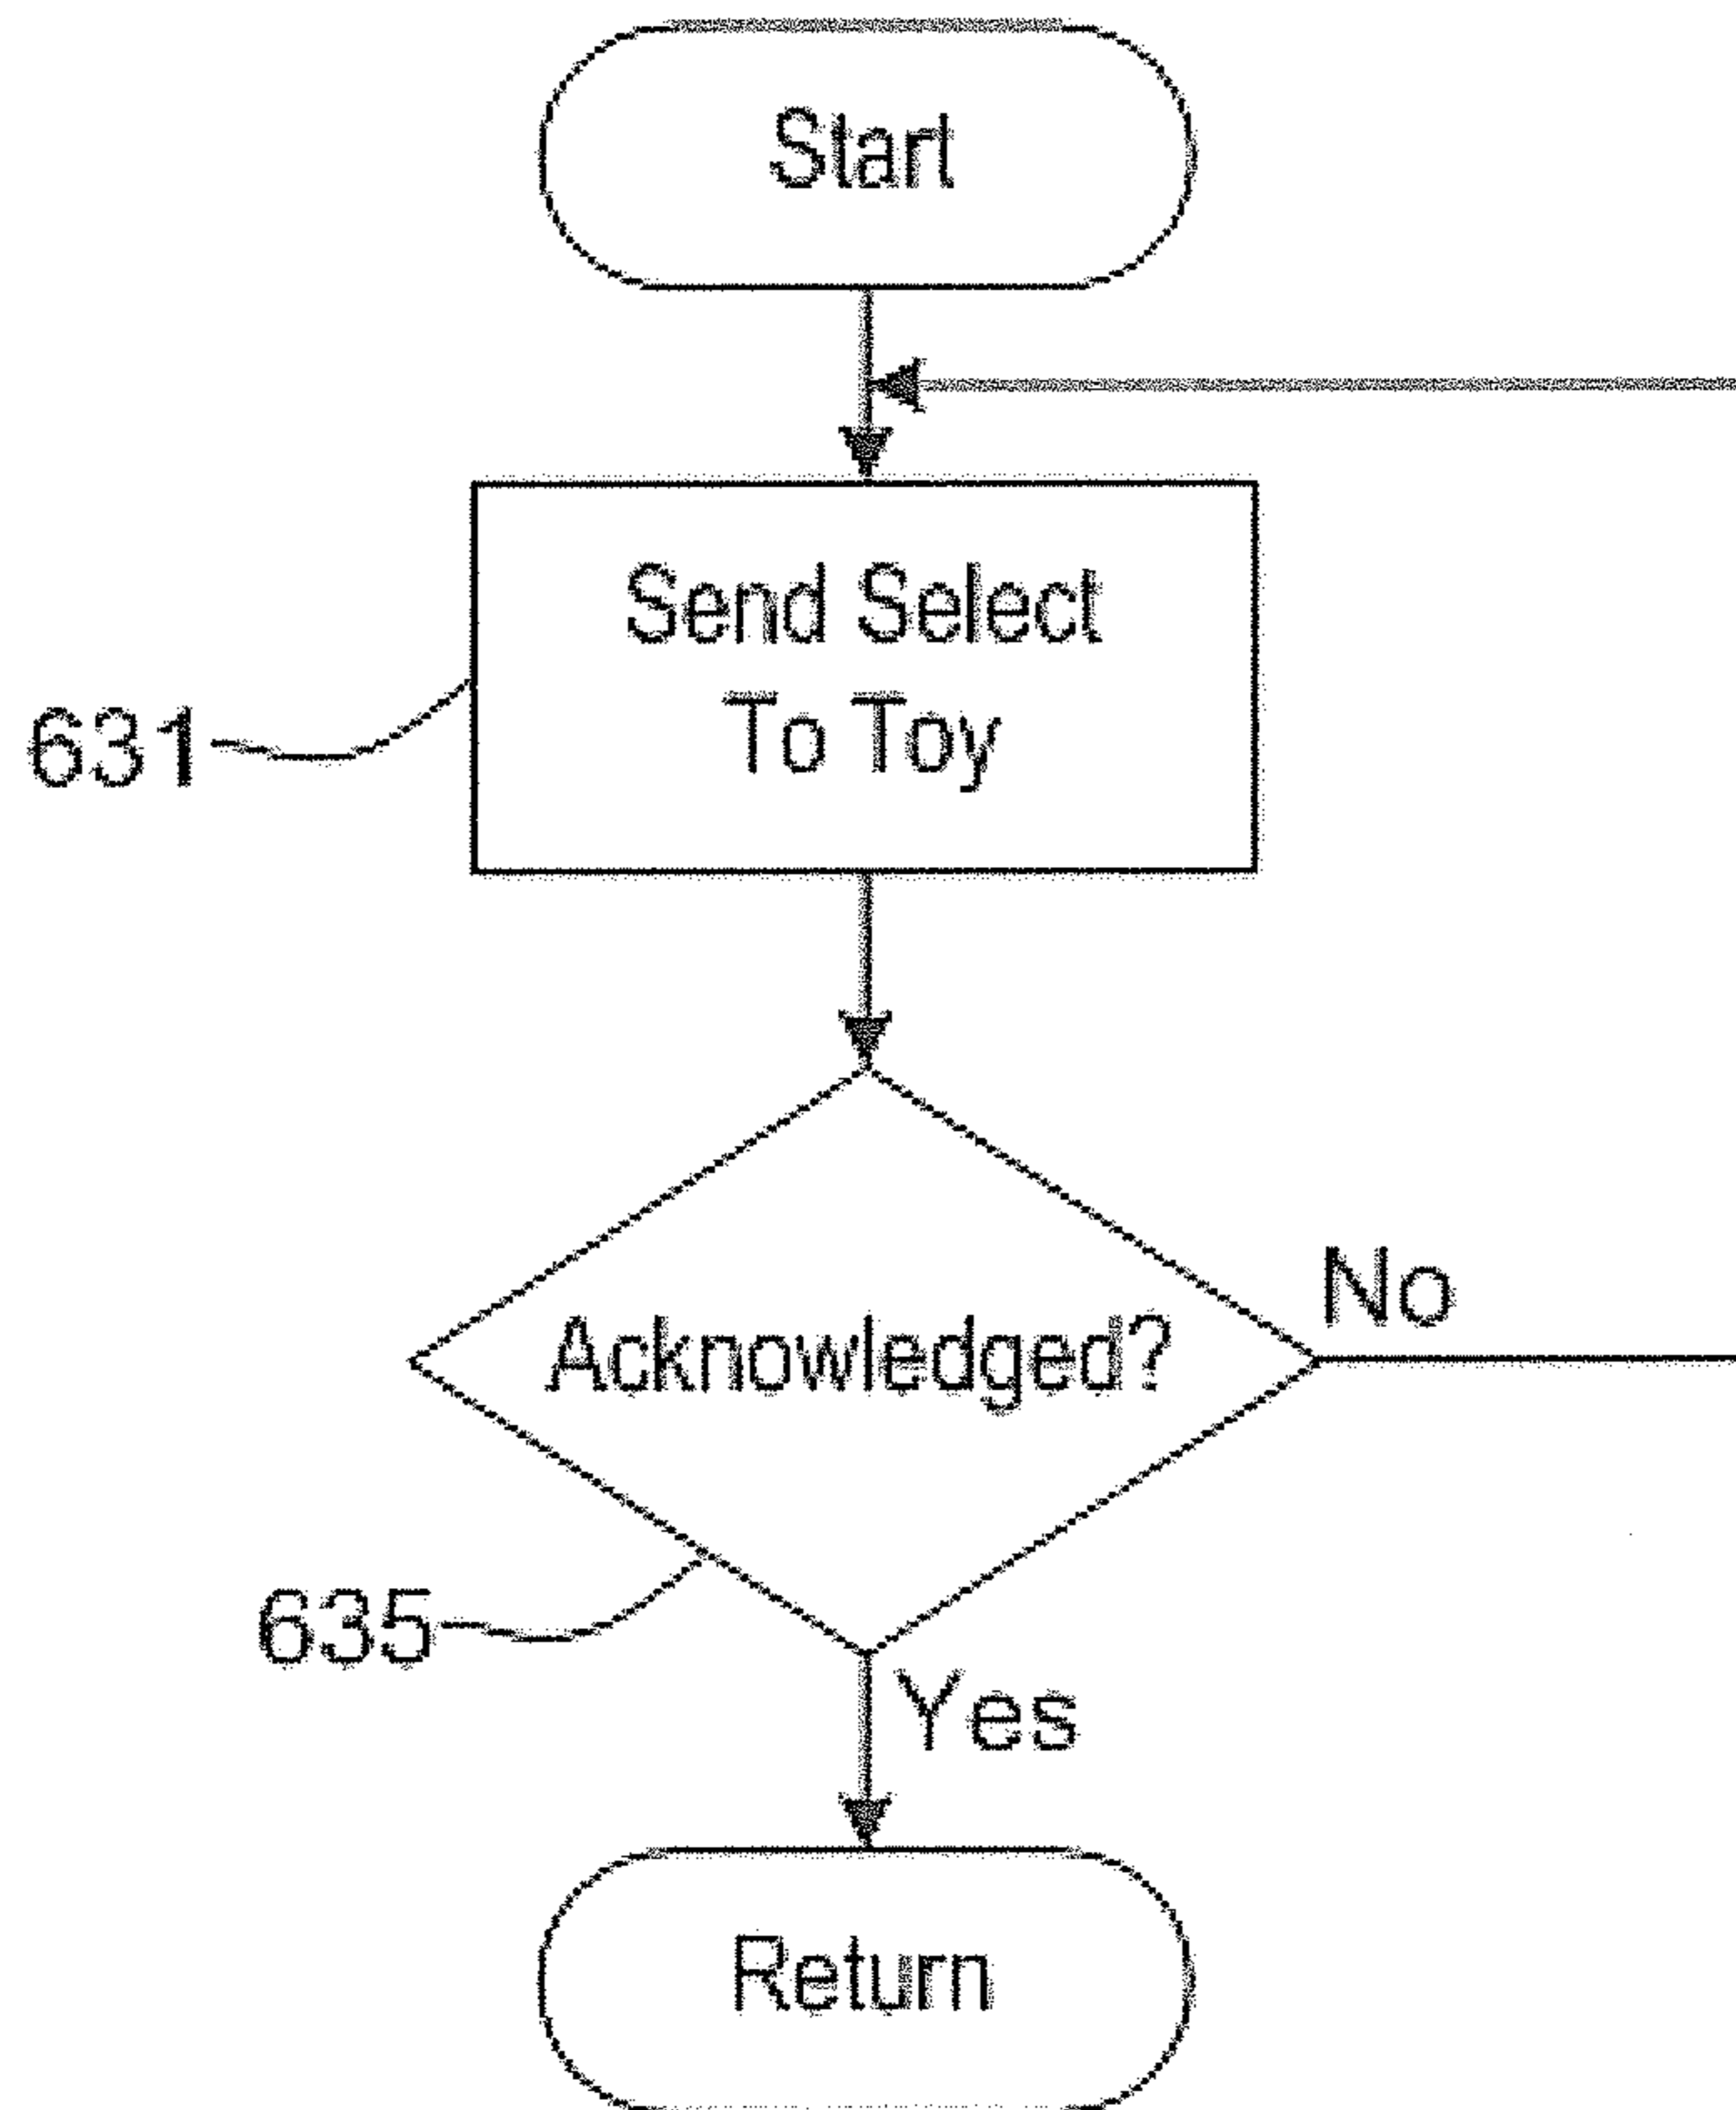 Start
Send Select
To Toy
631
Acknowledged?
No
635
Yes
Return